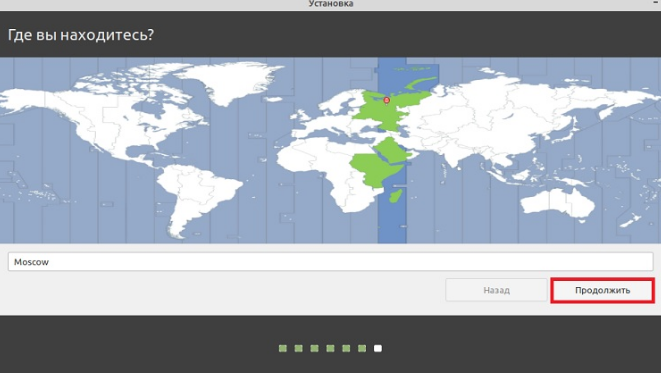 Установка
Где вы находитесь?
Moscow
Назад
Продолжить